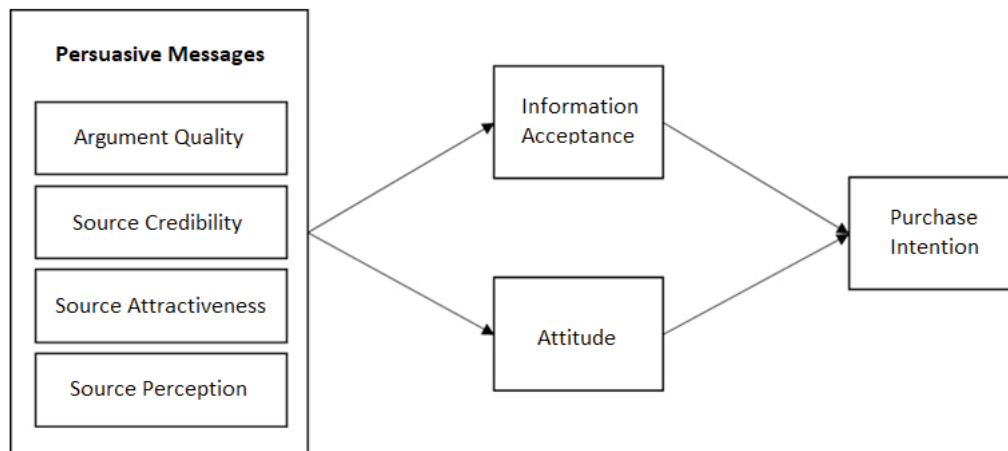 Persuasive Messages
Argument Quality
Source Credibility
Source Attractiveness
Source Perception
Information
Acceptance
Attitude
Purchase
Intention